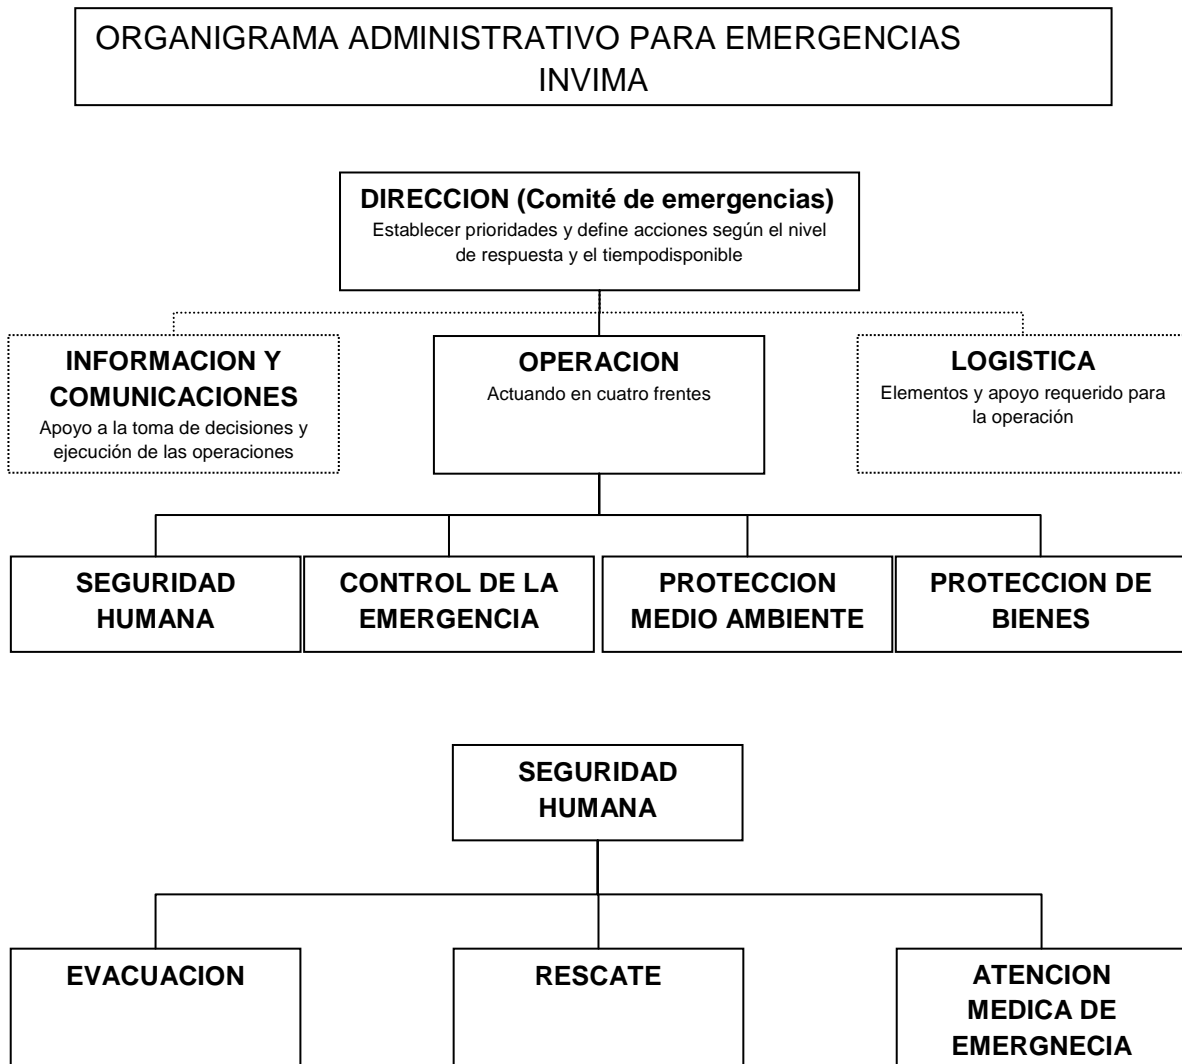 ORGANIGRAMA ADMINISTRATIVO PARA EMERGENCIAS
INVIMA
DIRECCION (Comité de emergencias)
Establecer prioridades y define acciones según el nivel
de respuesta y el tiempodisponible
INFORMACION Y
COMUNICACIONES
Apoyo a la toma de decisiones y
ejecución de las operaciones
OPERACION
Actuando en cuatro frentes
LOGISTICA
Elementos y apoyo requerido para
la operación
SEGURIDAD
HUMANA
CONTROL DE LA
EMERGENCIA
PROTECCION
MEDIO AMBIENTE
PROTECCION DE
BIENES
SEGURIDAD
HUMANA
EVACUACION
RESCATE
ATENCION
MEDICA DE
EMERGNECIA